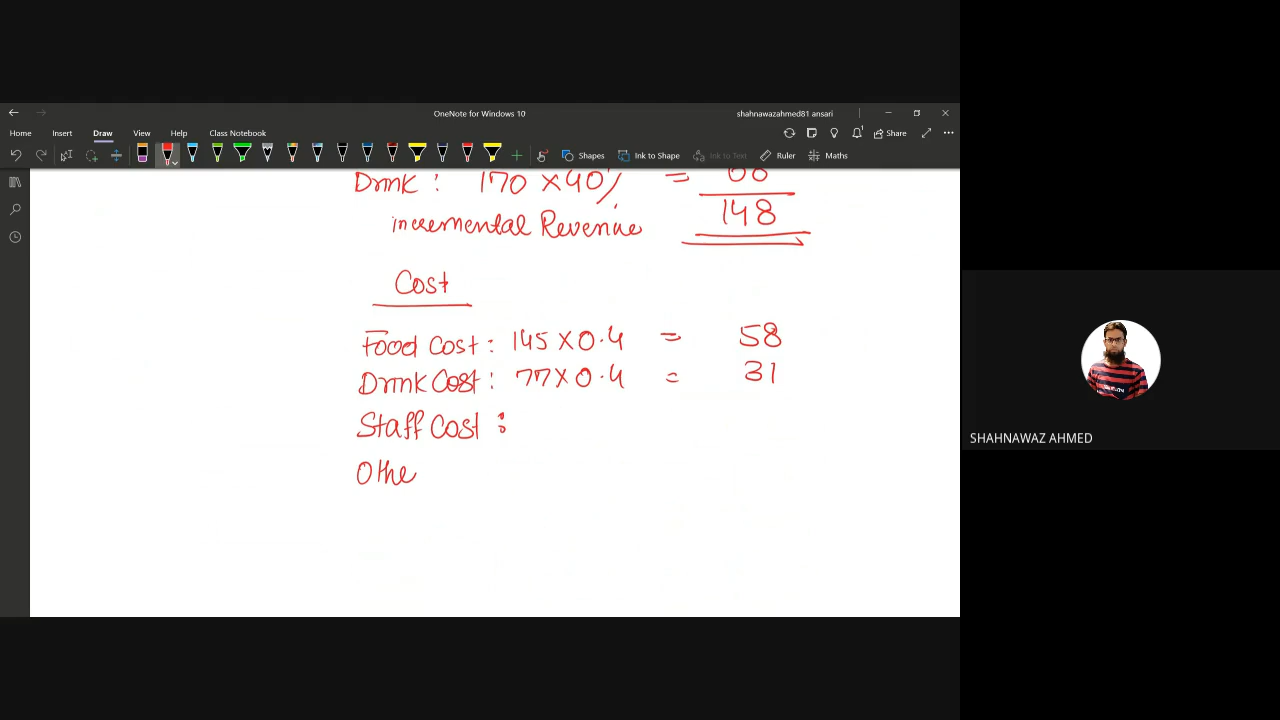 OneNote for Windows 10
shahnawazahmed81 ansari
Home Insert Draw View Help Class Notebook Share
Shapes Ink to Shape Ink to Text Ruler Maths
Drink : 170 × 40% =
148
incremental Revenue
Cost
Food Cost : 145 × 0.4 = 58
Drink Cost : 77 × 0.4 = 31
Staff Cost :
Othe
SHAHNAWAZ AHMED